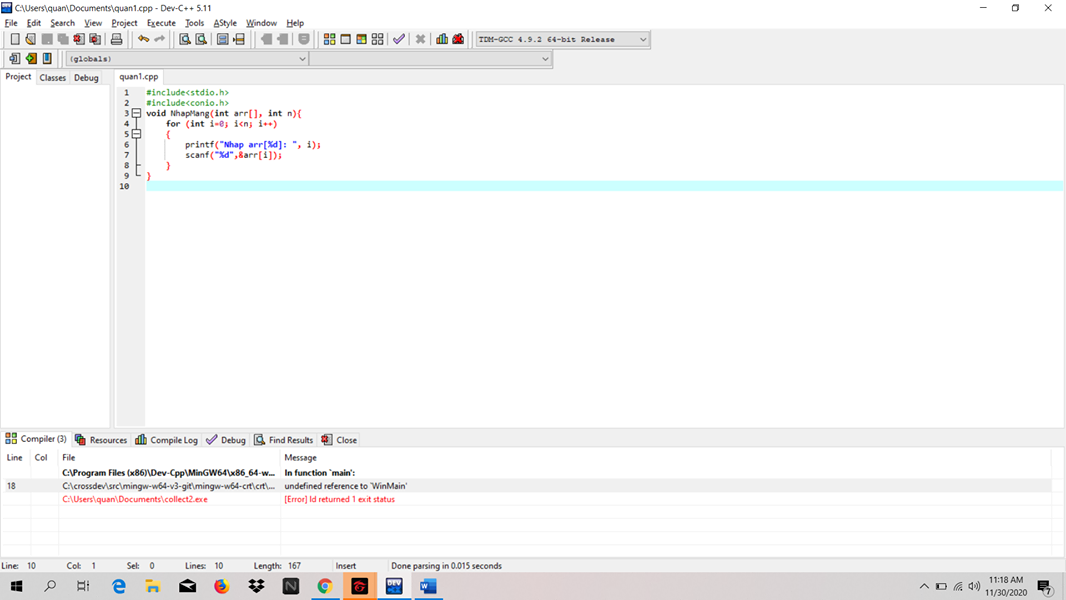 C:\Users\quan\Documents\quan1.cpp - Dev-C++ 5.11
File Edit Search View Project Execute Tools AStyle Window Help
TDM-GCC 4.9.2 64-bit Release
(globals)
Project Classes Debug quan1.cpp
1 #include<stdio.h>
2 #include<conio.h>
3 void NhapMang(int arr[], int n){
4 for (int i=0; i<n; i++)
5 {
6 printf("Nhap arr[%d]: ", i);
7 scanf("%d",&arr[i]);
8 }
9 }
10
Compiler (3) Resources Compile Log Debug Find Results Close
Line Col File Message
C:\Program Files (x86)\Dev-Cpp\MinGW64\x86_64-w... In function `main':
18 C:\crossdev\src\mingw-w64-v3-git\mingw-w64-crt\crt\... undefined reference to `WinMain'
C:\Users\quan\Documents\collect2.exe [Error] ld returned 1 exit status
Line: 10 Col: 1 Sel: 0 Lines: 10 Length: 167 Insert Done parsing in 0.015 seconds
11:18 AM
11/30/2020
7